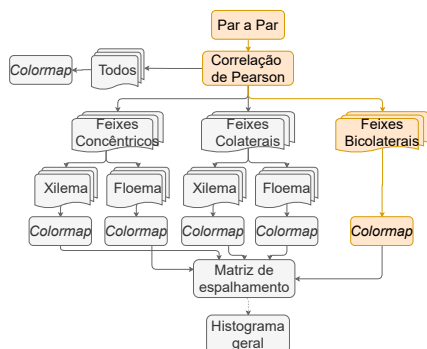 Par a Par
Correlação
de Pearson
Todos
Colormap
Feixes
Concêntricos
Feixes
Colaterais
Feixes
Bicolaterais
Xilema
Floema
Xilema
Floema
Colormap
Colormap
Colormap
Colormap
Colormap
Matriz de
espalhamento
Histograma
geral